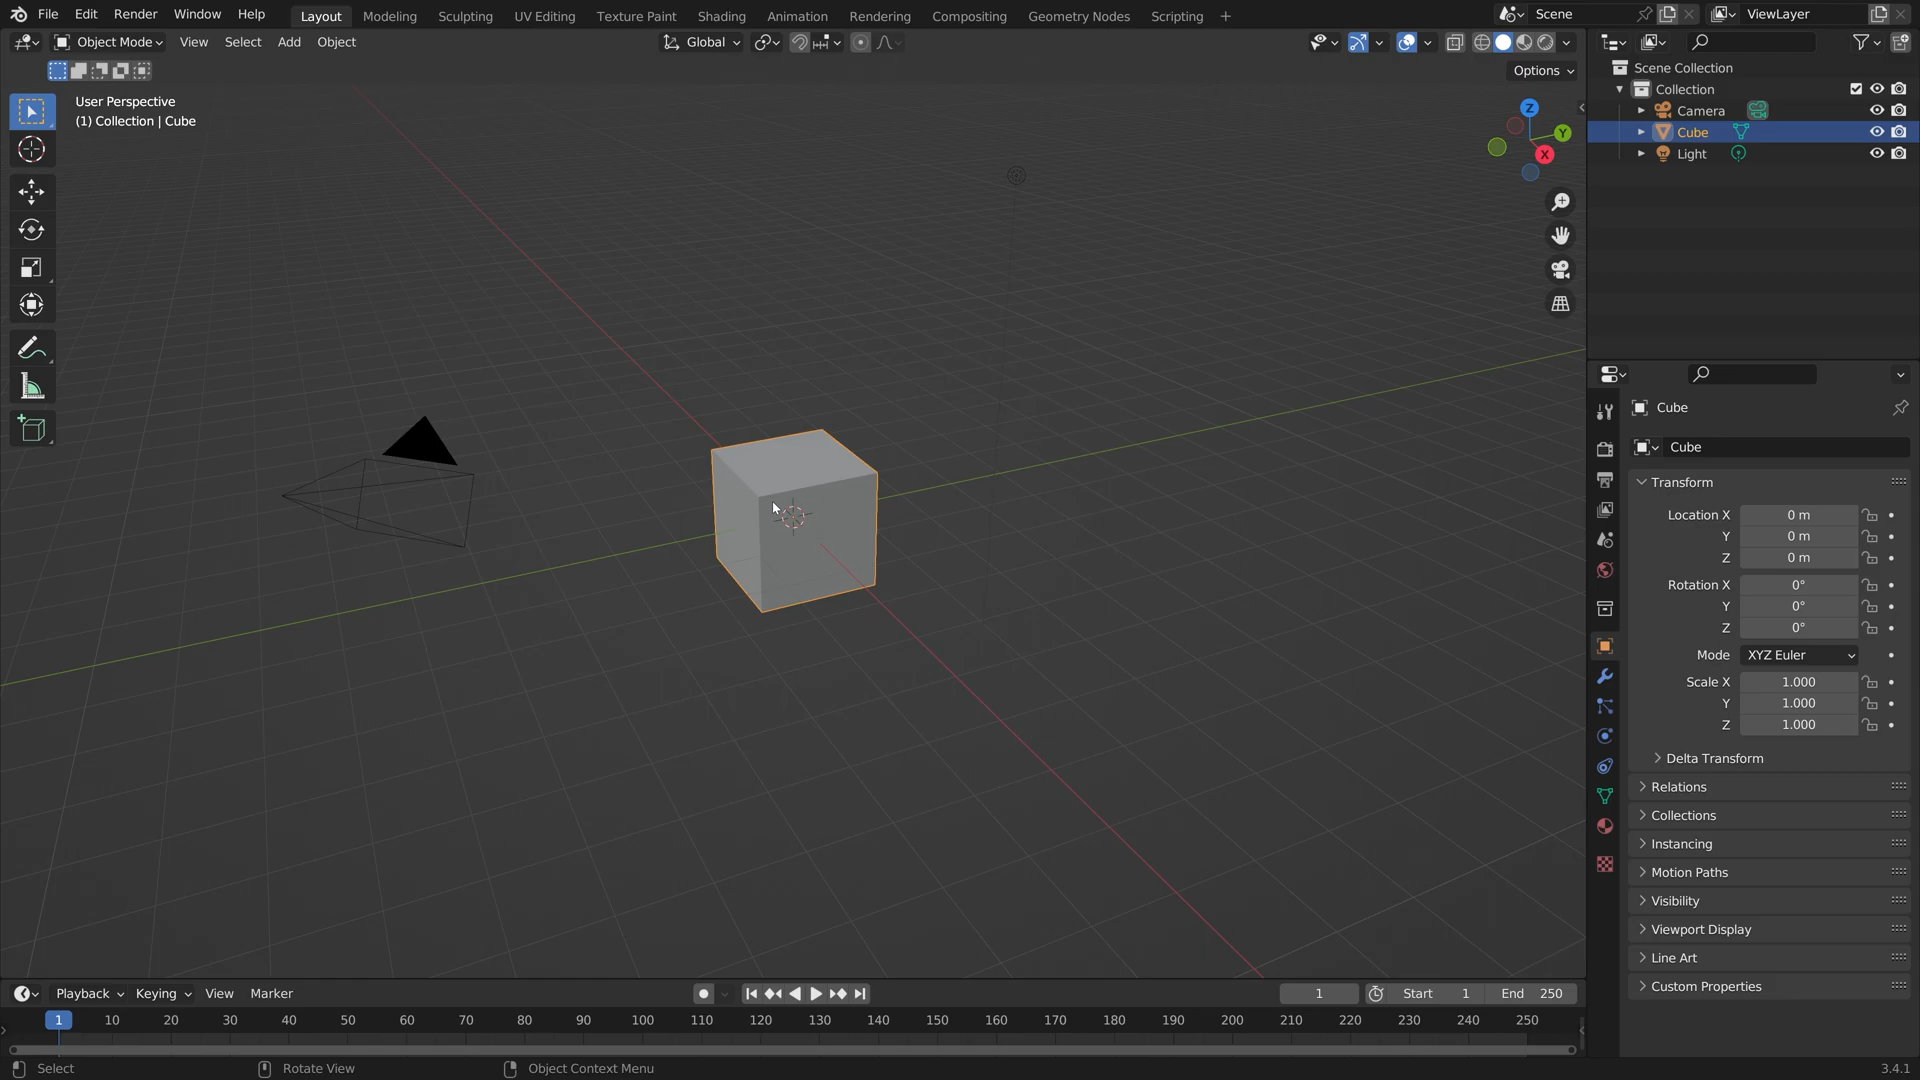 File Edit Render Window Help Layout Modeling Sculpting UV Editing Texture Paint Shading Animation Rendering Compositing Geometry Nodes Scripting + Scene ViewLayer
Object Mode View Select Add Object Global
Options
User Perspective
(1) Collection | Cube
Z
Y
X
Scene Collection
Collection
Camera
Cube
Light
Cube
Cube
Transform
Location X 0 m
Y 0 m
Z 0 m
Rotation X 0°
Y 0°
Z 0°
Mode XYZ Euler
Scale X 1.000
Y 1.000
Z 1.000
Delta Transform
Relations
Collections
Instancing
Motion Paths
Visibility
Viewport Display
Line Art
Custom Properties
Playback Keying View Marker 1 Start 1 End 250
1 10 20 30 40 50 60 70 80 90 100 110 120 130 140 150 160 170 180 190 200 210 220 230 240 250
Select Rotate View Object Context Menu 3.4.1